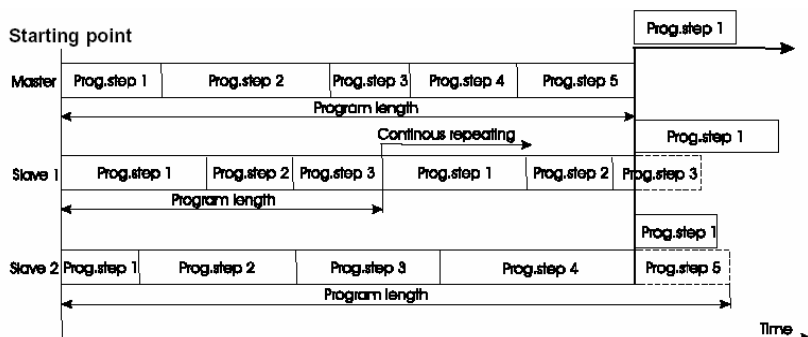 Prog.step 1
Starting point
Master Prog.step 1 Prog.step 2 Prog.step 3 Prog.step 4 Prog.step 5
Program length
Continous repeating
Prog.step 1
Slave 1 Prog.step 1 Prog.step 2 Prog.step 3 Prog.step 1 Prog.step 2 Prog.step 3
Program length
Prog.step 1
Slave 2 Prog.step 1 Prog.step 2 Prog.step 3 Prog.step 4 Prog.step 5
Program length
Time